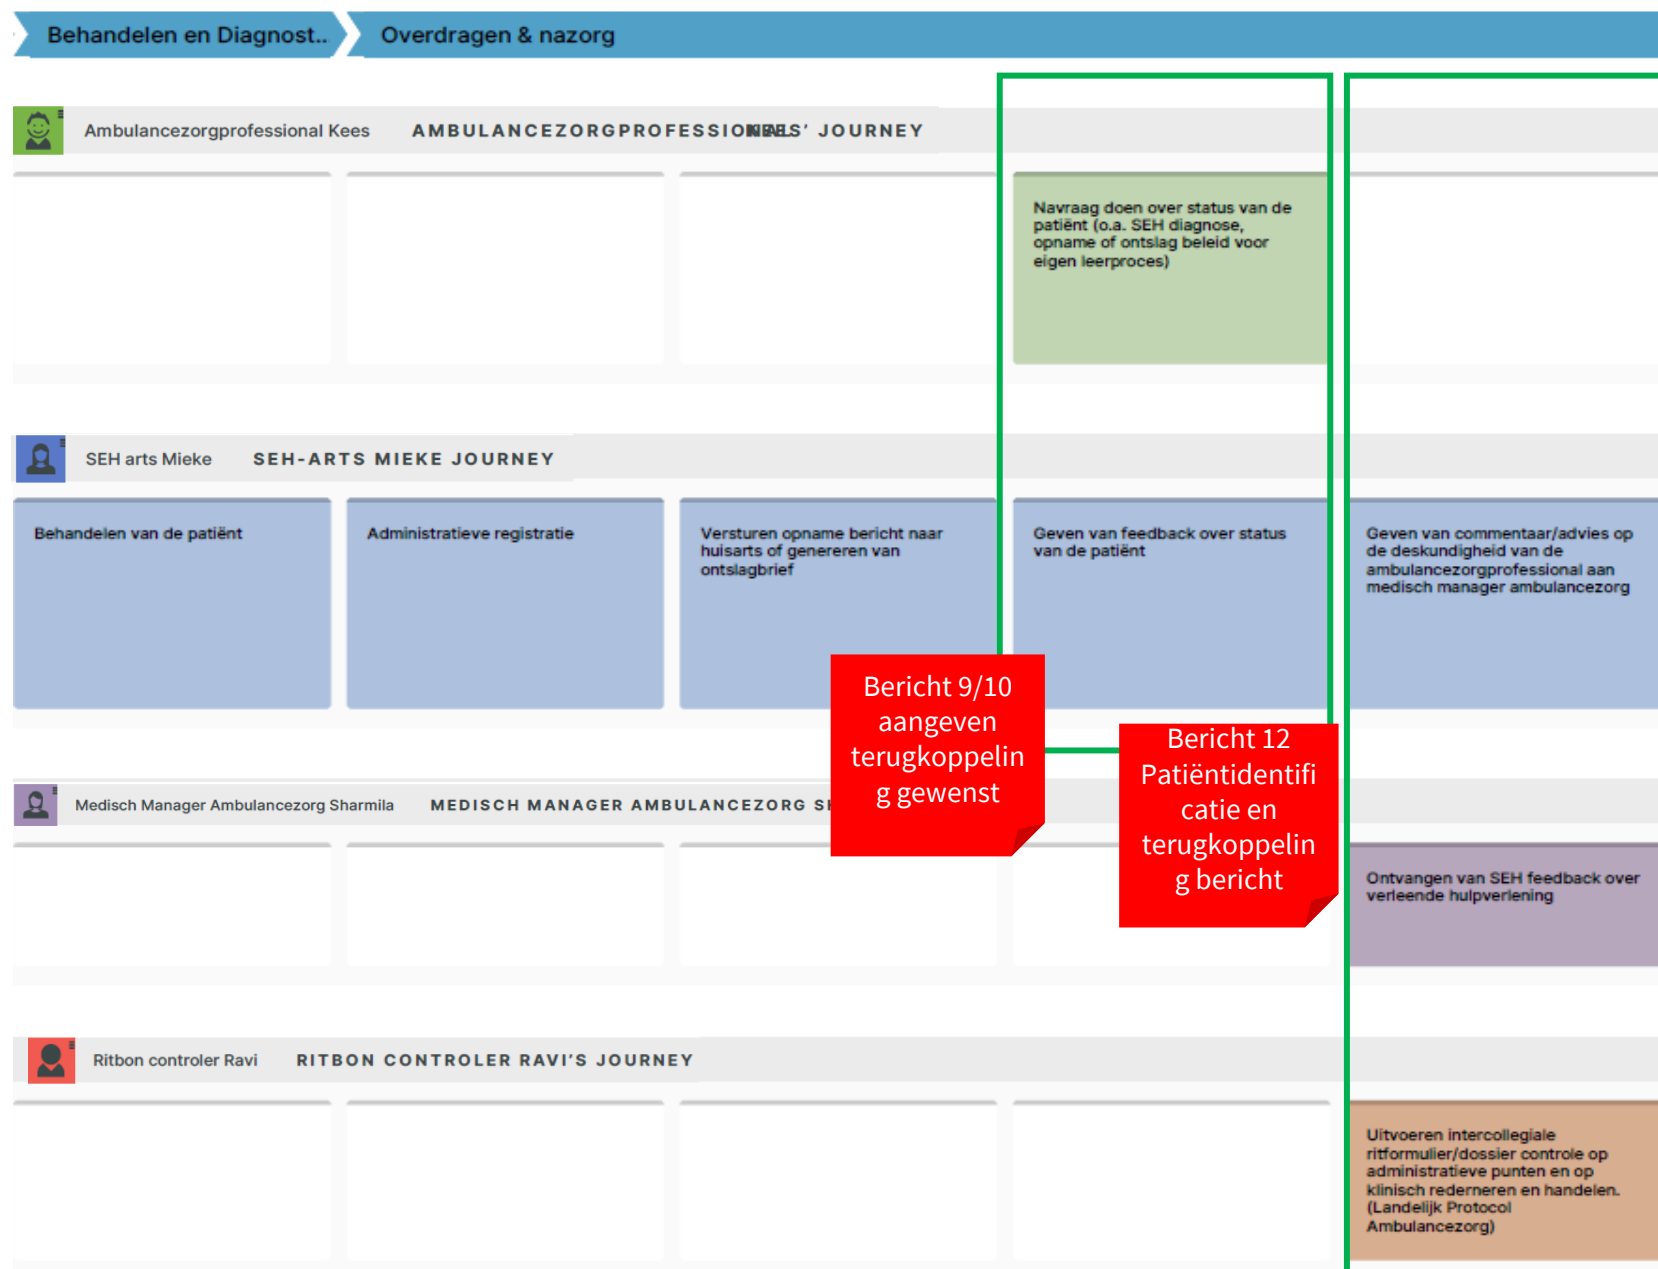 Behandelen en Diagnost..
Overdragen & nazorg
Ambulancezorgprofessional Kees
AMBULANCEZORGPROFESSIONALS' JOURNEY
Navraag doen over status van de
patiënt (o.a. SEH diagnose,
opname of ontslag beleid voor
eigen leerproces)
SEH arts Mieke
SEH-ARTS MIEKE JOURNEY
Behandelen van de patiënt
Administratieve registratie
Versturen opname bericht naar
huisarts of genereren van
ontslagbrief
Geven van feedback over status
van de patiënt
Geven van commentaar/advies op
de deskundigheid van de
ambulancezorgprofessional aan
medisch manager ambulancezorg
Bericht 9/10
aangeven
terugkoppelin
g gewenst
Bericht 12
Patiëntidentifi
catie en
terugkoppelin
g bericht
Medisch Manager Ambulancezorg Sharmila
MEDISCH MANAGER AMBULANCEZORG
Ontvangen van SEH feedback over
verleende hulpverlening
Ritbon controler Ravi
RITBON CONTROLER RAVI'S JOURNEY
Uitvoeren intercollegiale
ritformulier/dossier controle op
administratieve punten en op
klinisch rederneren en handelen.
(Landelijk Protocol
Ambulancezorg)